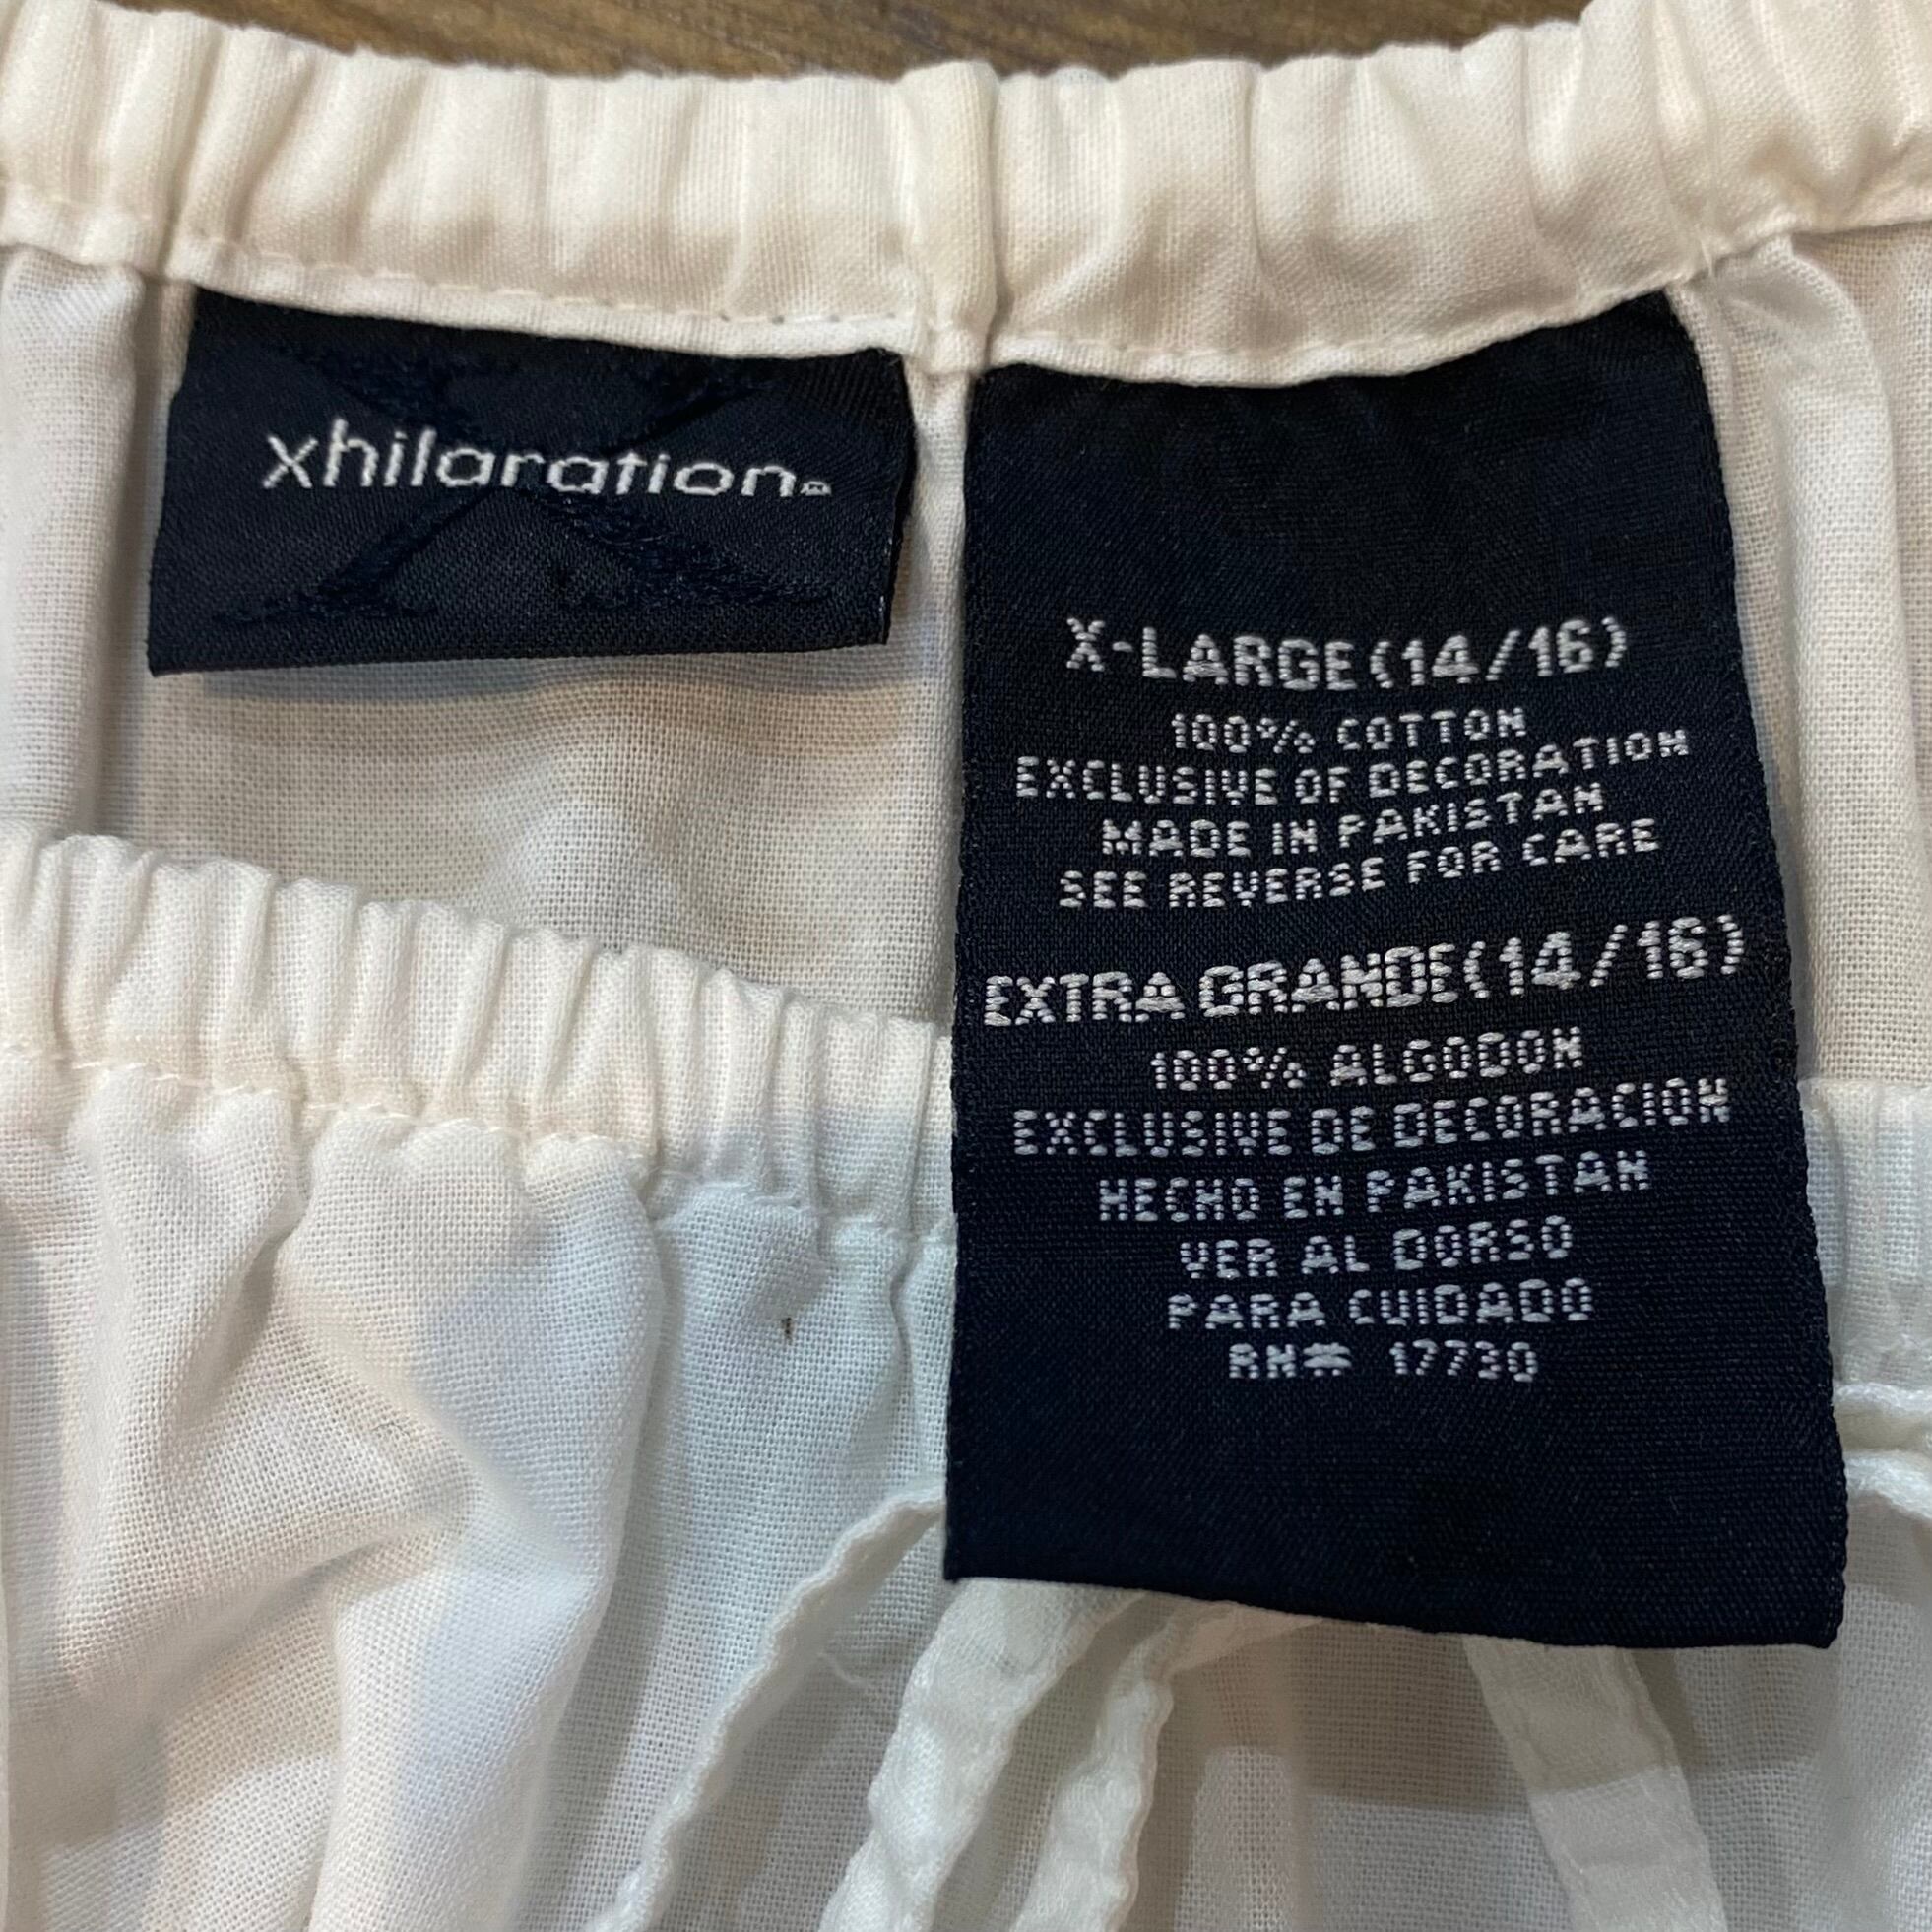 xhilaration®
X-LARGE(14/16)
100% COTTON
EXCLUSIVE OF DECORATION
MADE IN PAKISTAN
SEE REVERSE FOR CARE
EXTRA GRANDE(14/16)
100% ALGODON
EXCLUSIVE DE DECORACION
HECHO EN PAKISTAN
VER AL DORSO
PARA CUIDADO
RN# 17730